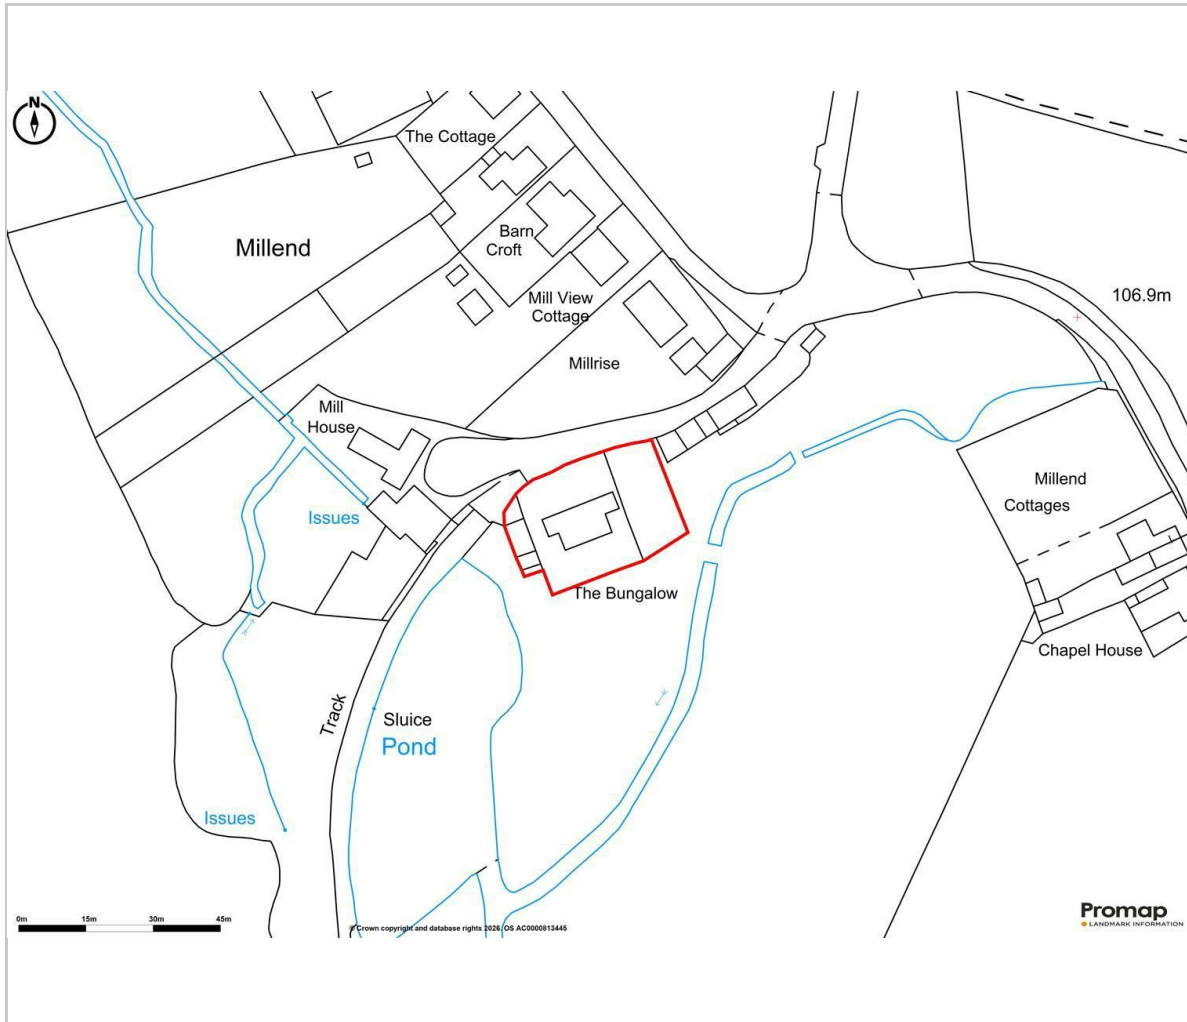 N
The Cottage
Millend
Barn
Croft
Mill View
Cottage
106.9m
Millrise
Mill
House
Millend
Cottages
Issues
The Bungalow
Chapel House
Track
Sluice
Pond
Issues
0m 15m 30m 45m
© Crown copyright and database rights 2026. OS AC0000813445
Promap
LANDMARK INFORMATION